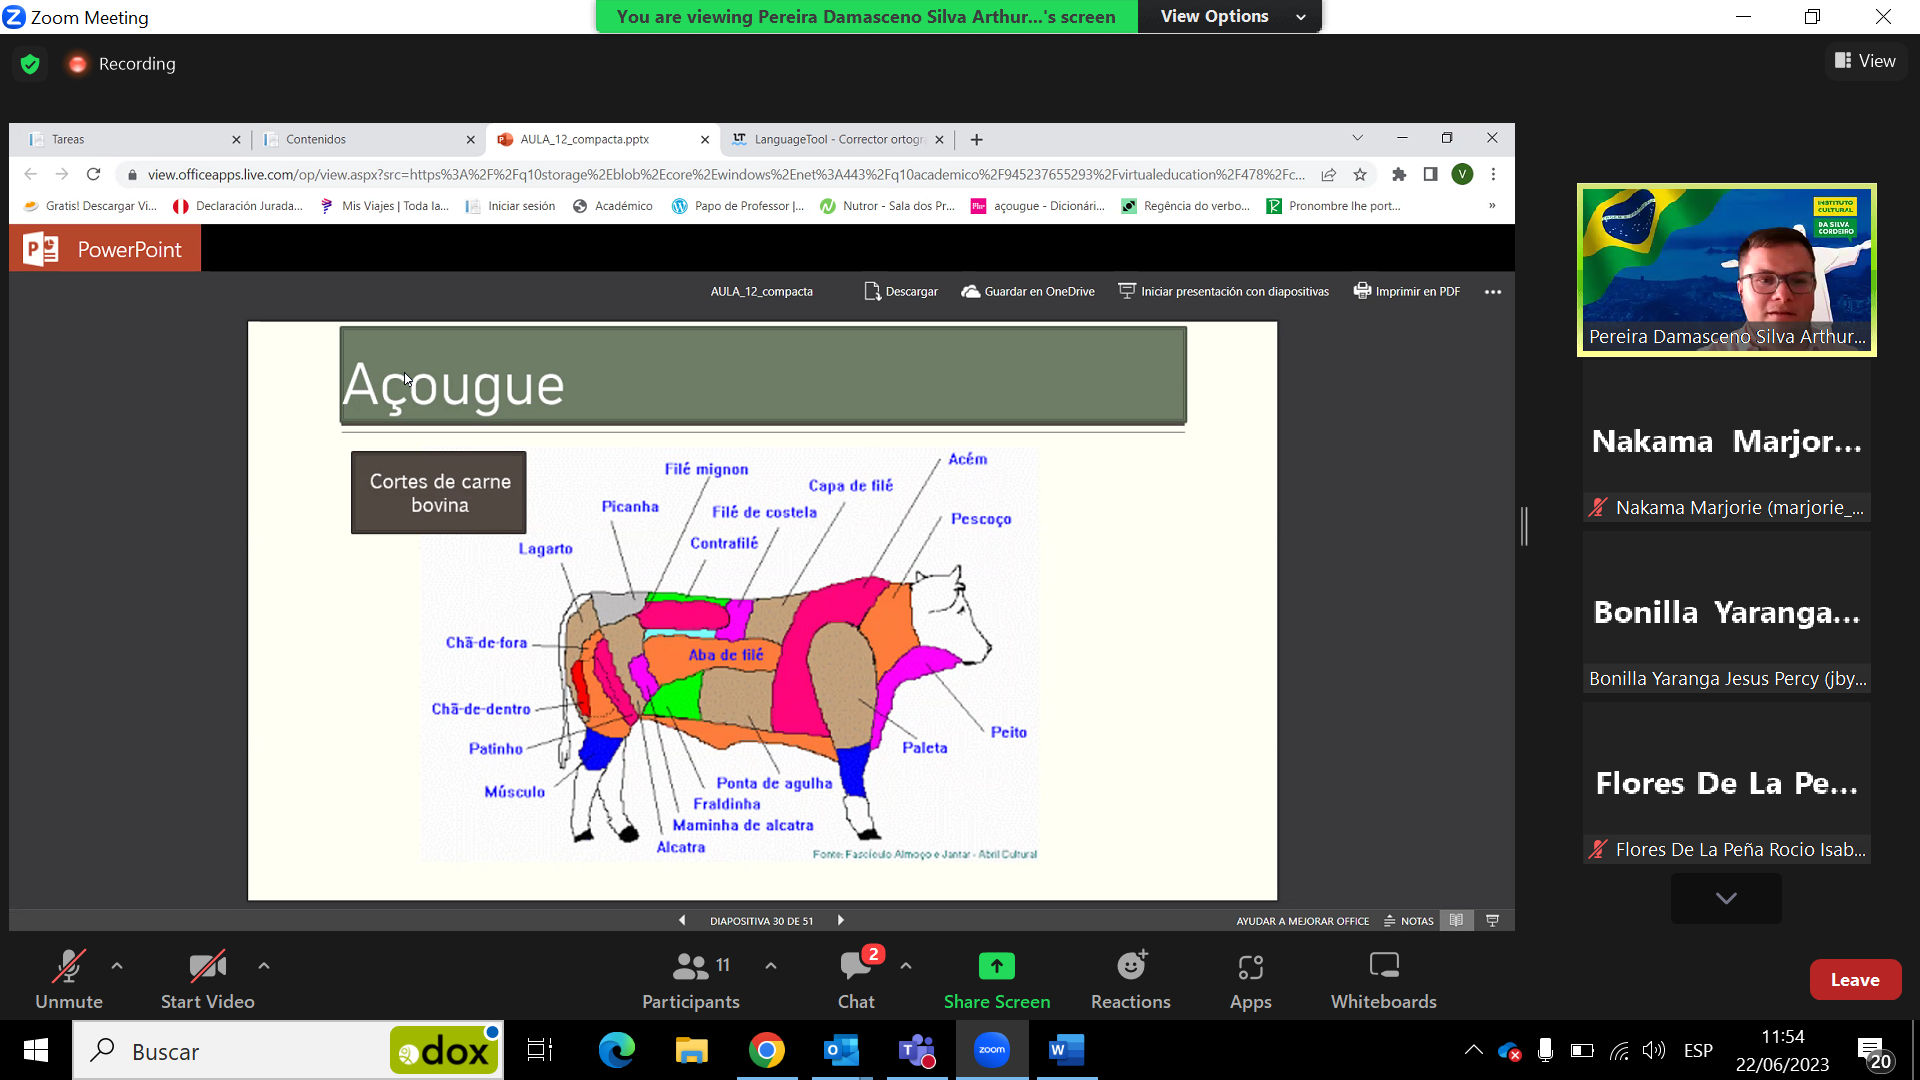 Zoom Meeting
You are viewing Pereira Damasceno Silva Arthur...'s screen
View Options
Recording
View
Tareas
Contenidos
AULA_12_compacta.pptx
LanguageTool - Corrector ortogr
view.officeapps.live.com/op/view.aspx?src=https%3A%2F%2Fq10storage%2Eblob%2Ecore%2Ewindows%2Enet%3A443%2Fq10academico%2F945237655293%2Fvirtualeducation%2F478%2Fc...
V
Gratis! Descargar Vi...
Declaración Jurada...
Mis Viajes | Toda la...
Iniciar sesión
Académico
Papo de Professor |...
Nutror - Sala dos Pr...
açougue - Dicionári...
Regência do verbo...
Pronombre lhe port...
PowerPoint
AULA_12_compacta
Descargar
Guardar en OneDrive
Iniciar presentación con diapositivas
Imprimir en PDF
Açougue
Cortes de carne
bovina
Filé mignon
Acém
Capa de filé
Picanha
Filé de costela
Pescoço
Contrafilé
Lagarto
Chã-de-fora
Aba de filé
Chã-de-dentro
Patinho
Músculo
Peito
Paleta
Ponta de agulha
Fraldinha
Maminha de alcatra
Alcatra
Fonte: Fascículo Almoço e Jantar - Abril Cultural
DIAPOSITIVA 30 DE 51
AYUDAR A MEJORAR OFFICE
NOTAS
INSTITUTO
CULTURAL
DA SILVA
CORDEIRO
Pereira Damasceno Silva Arthur...
Nakama Marjor...
Nakama Marjorie (marjorie_...
Bonilla Yaranga...
Bonilla Yaranga Jesus Percy (jby...
Flores De La Pe...
Flores De La Peña Rocio Isab...
Unmute
Start Video
11
Participants
2
Chat
Share Screen
Reactions
Apps
Whiteboards
Leave
Buscar
dox
zoom
ESP
11:54
22/06/2023
20